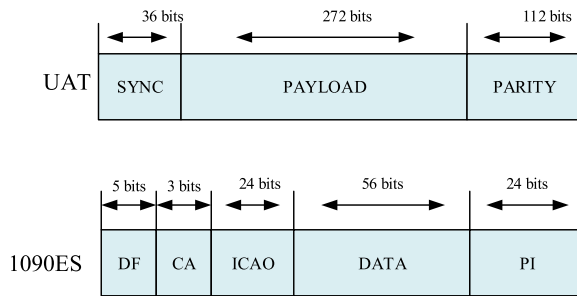 36 bits 272 bits 112 bits
UAT SYNC PAYLOAD PARITY
5 bits 3 bits 24 bits 56 bits 24 bits
1090ES DF CA ICAO DATA PI